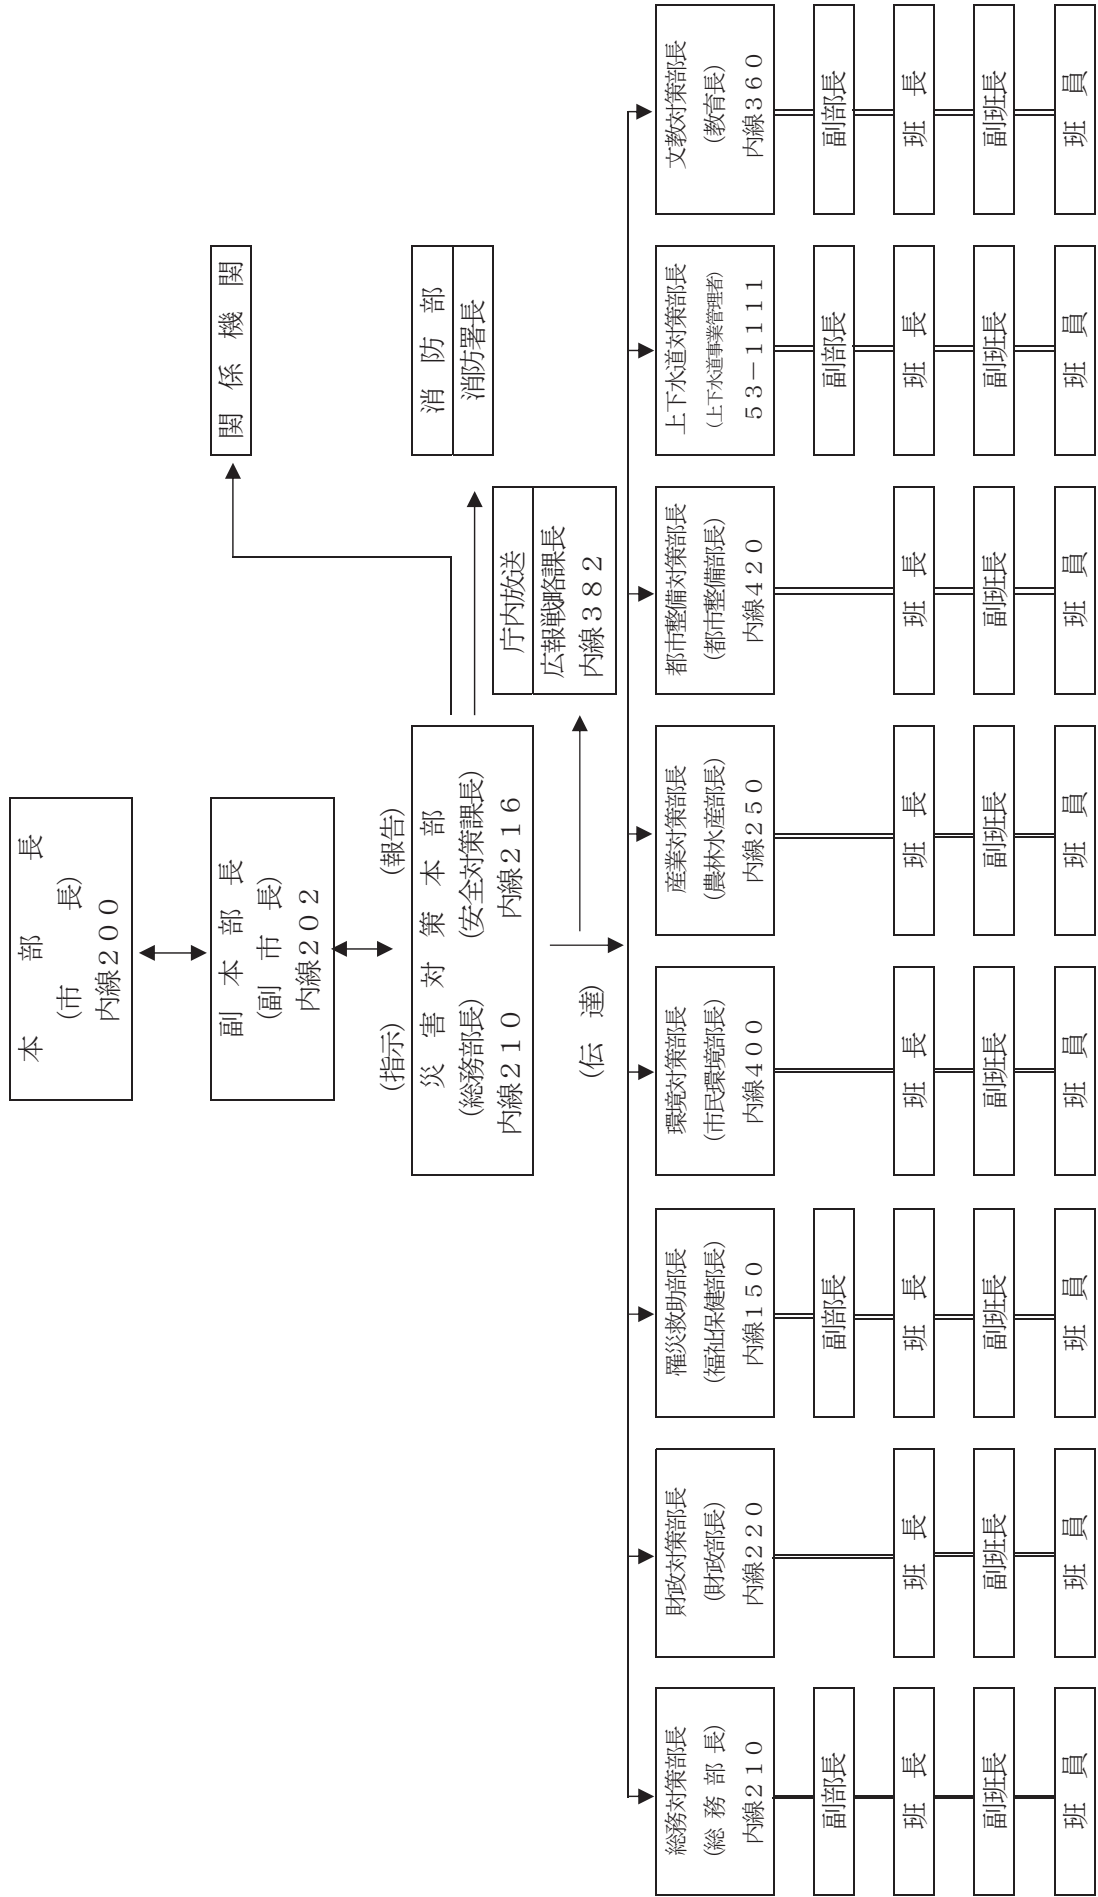 本部長
(市長)
内線200
副本部長
(副市長)
内線202
(指示)
(報告)
災害対策本部
(総務部長)
(安全対策課長)
内線210
内線216
関係機関
消防部
消防署長
庁内放送
広報戦略課長
内線382
(伝達)
総務対策部長
(総務部長)
内線210
副部長
班長
副班長
班員
財政対策部長
(財政部長)
内線220
班長
副班長
班員
罹災救助部長
(福祉保健部長)
内線150
副部長
班長
副班長
班員
環境対策部長
(市民環境部長)
内線400
班長
副班長
班員
産業対策部長
(農林水産部長)
内線250
班長
副班長
班員
都市整備対策部長
(都市整備部長)
内線420
班長
副班長
班員
上下水道対策部長
(上下水道事業管理者)
53-1111
副部長
班長
副班長
班員
文教対策部長
(教育長)
内線360
副部長
班長
副班長
班員